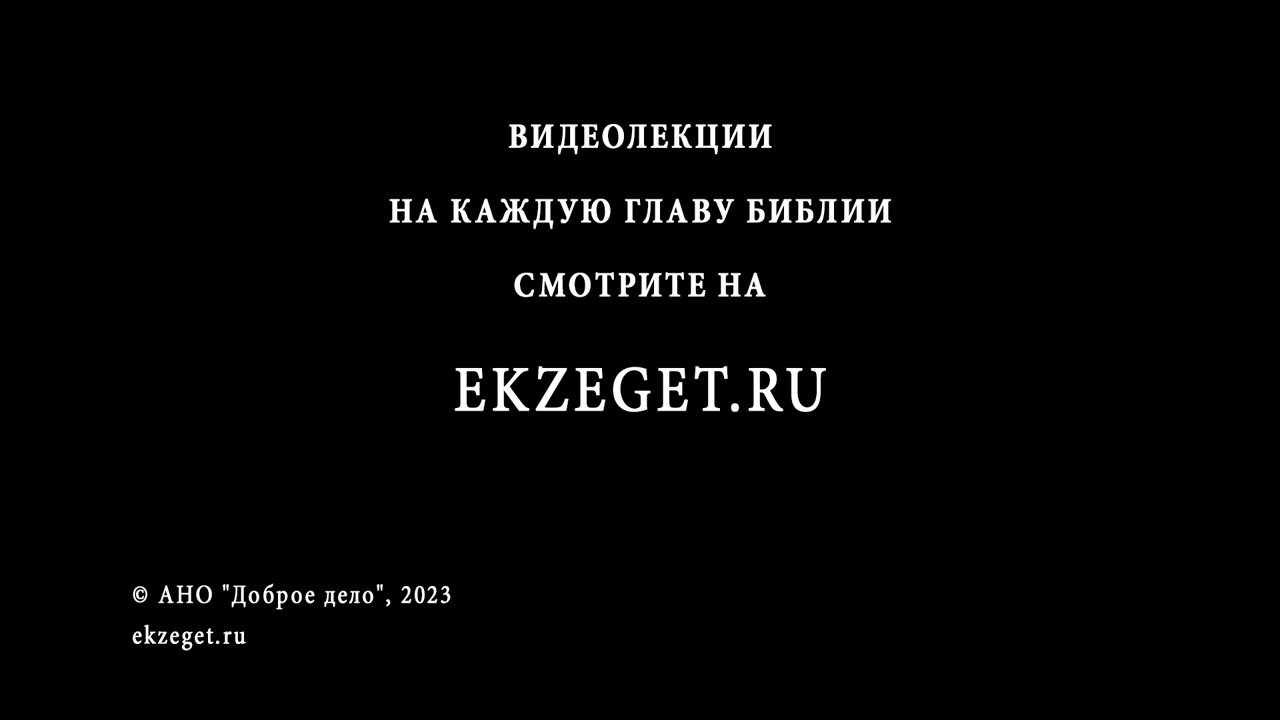 ВИДЕОЛЕКЦИИ
НА КАЖДУЮ ГЛАВУ БИБЛИИ
СМОТРИТЕ НА
EKZEGET.RU
© АНО "Доброе дело", 2023
ekzeget.ru